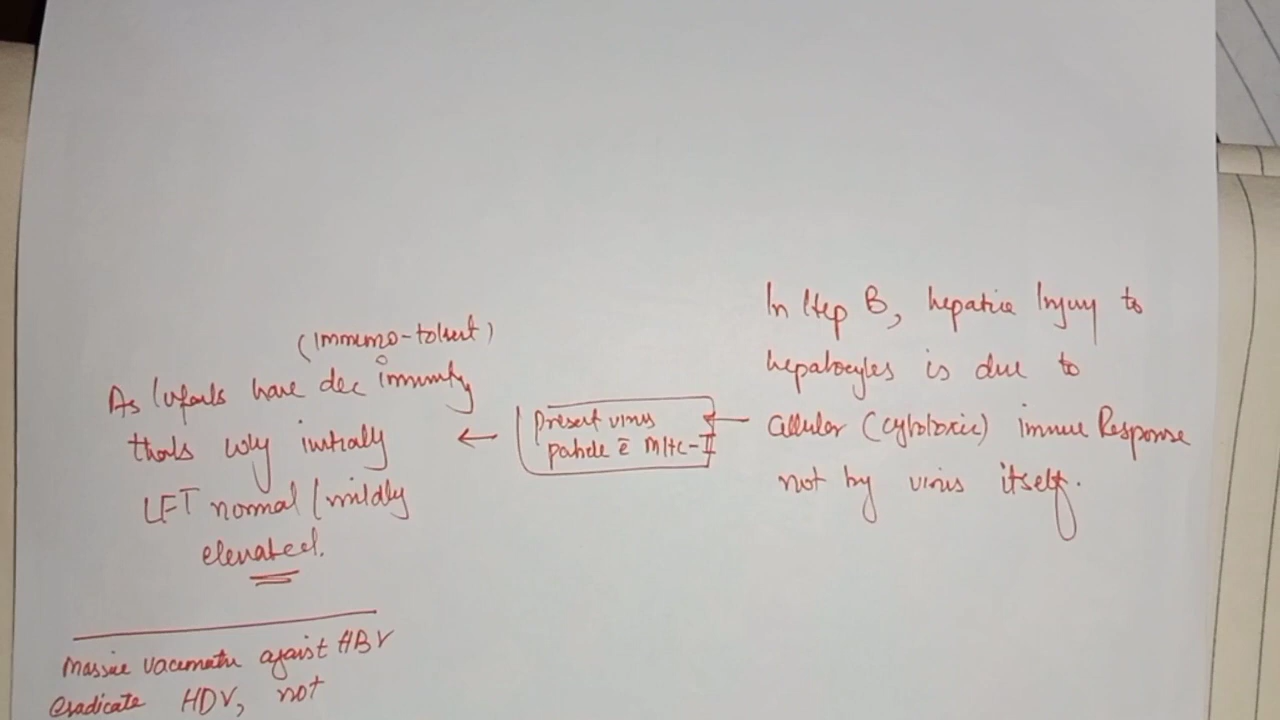 In Hep B, hepatic Injury to
hepatocytes is due to
cellular (cytotoxic) immune Response
not by virus itself.
Present virus
c̄ MHC-I
(Immuno-tolerent)
As Infants have dec immunity
thats why initially
LFT normal / mildly
elevated.
Massive vaccination against HBV
eradicate HDV, not